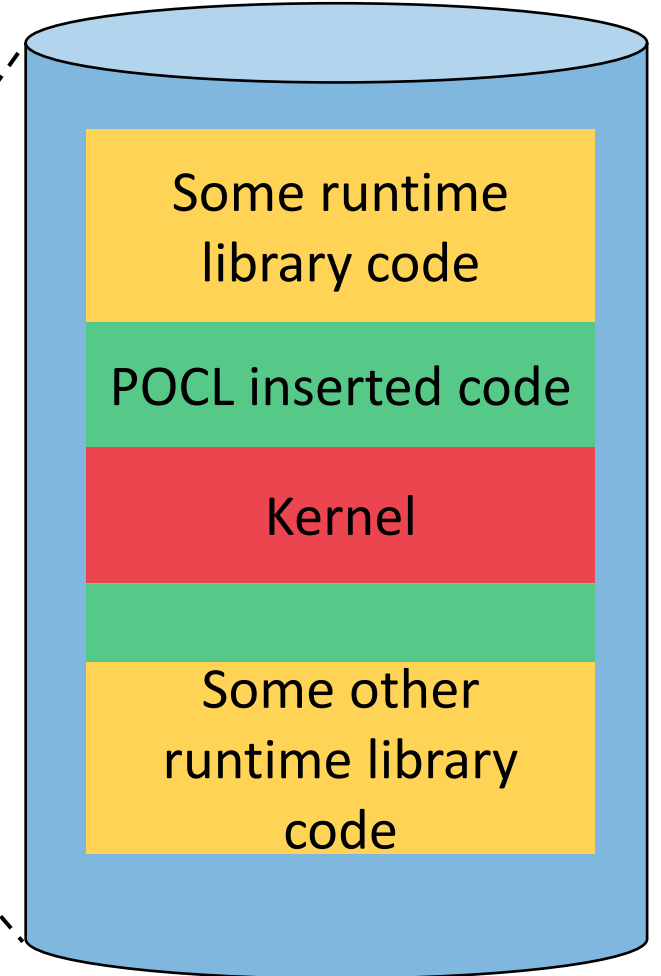 Some runtime
library code
POCL inserted code
Kernel
Some other
runtime library
code